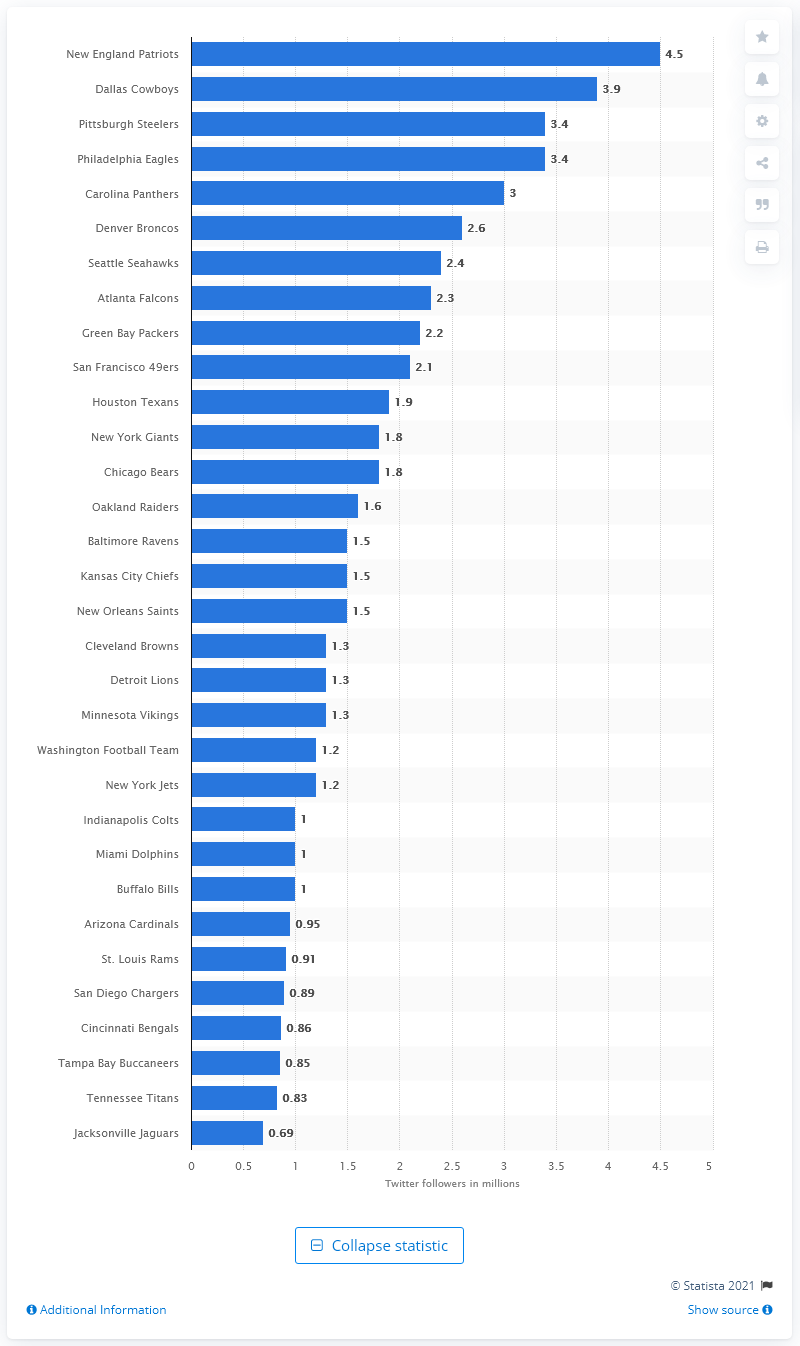 New England Patriots 4.5
Dallas Cowboys 3.9
Pittsburgh Steelers 3.4
Philadelphia Eagles 3.4
Carolina Panthers 3
Denver Broncos 2.6
Seattle Seahawks 2.4
Atlanta Falcons 2.3
Green Bay Packers 2.2
San Francisco 49ers 2.1
Houston Texans 1.9
New York Giants 1.8
Chicago Bears 1.8
Oakland Raiders 1.6
Baltimore Ravens 1.5
Kansas City Chiefs 1.5
New Orleans Saints 1.5
Cleveland Browns 1.3
Detroit Lions 1.3
Minnesota Vikings 1.3
Washington Football Team 1.2
New York Jets 1.2
Indianapolis Colts 1
Miami Dolphins 1
Buffalo Bills 1
Arizona Cardinals 0.95
St. Louis Rams 0.91
San Diego Chargers 0.89
Cincinnati Bengals 0.86
Tampa Bay Buccaneers 0.85
Tennessee Titans 0.83
Jacksonville Jaguars 0.69
0 0.5 1 1.5 2 2.5 3 3.5 4 4.5 5
Twitter followers in millions
Collapse statistic
© Statista 2021
Additional Information Show source